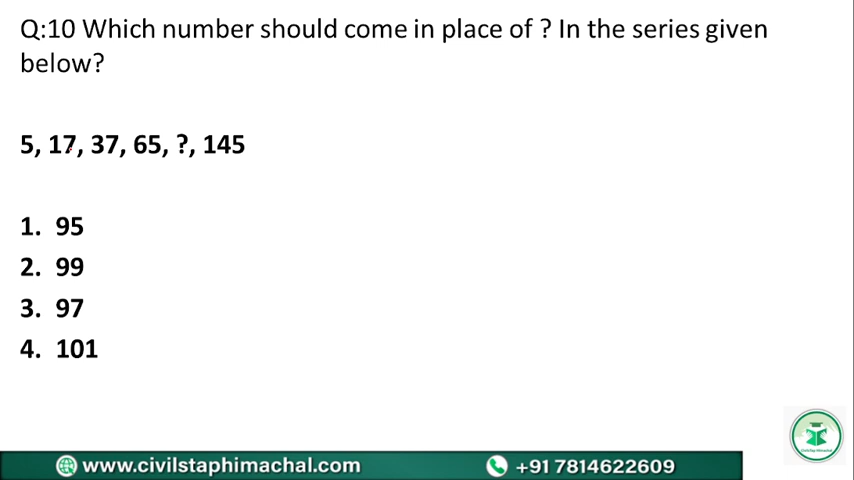 Q:10 Which number should come in place of ? In the series given
below?
5, 17, 37, 65, ?, 145
1. 95
2. 99
3. 97
4. 101
www.civilstaphimachal.com
+91 7814622609